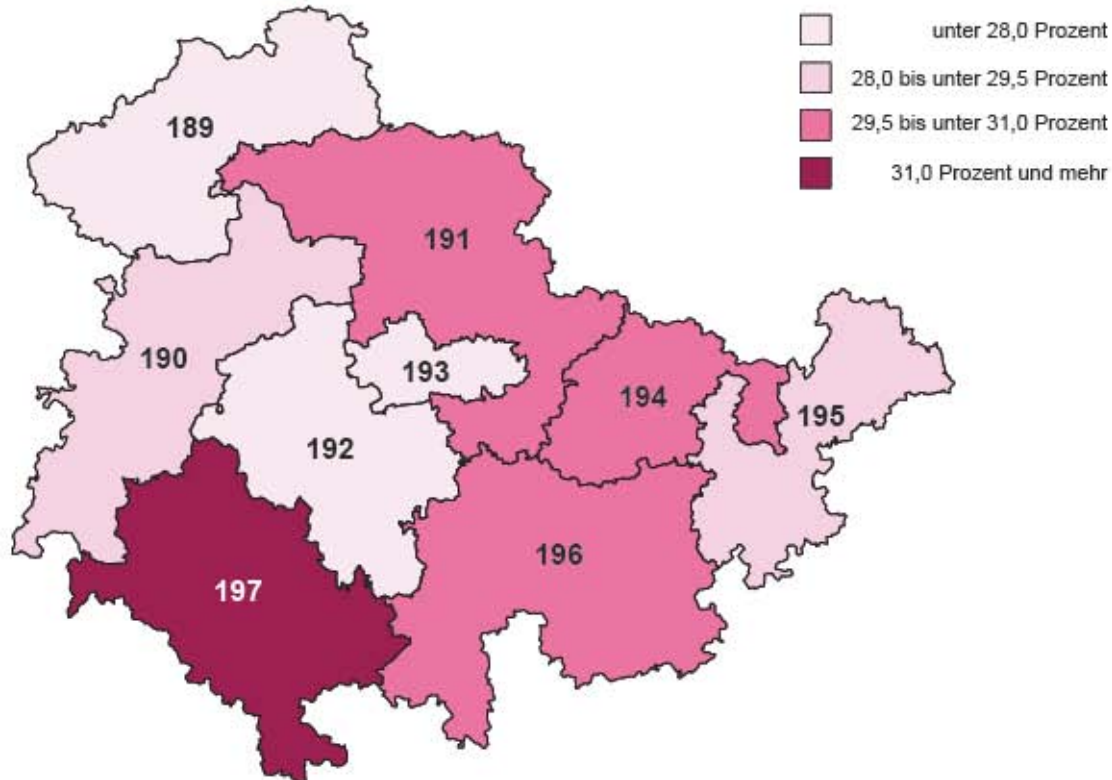 unter 28,0 Prozent
28,0 bis unter 29,5 Prozent
29,5 bis unter 31,0 Prozent
31,0 Prozent und mehr
189
191
190
193
194
195
192
196
197